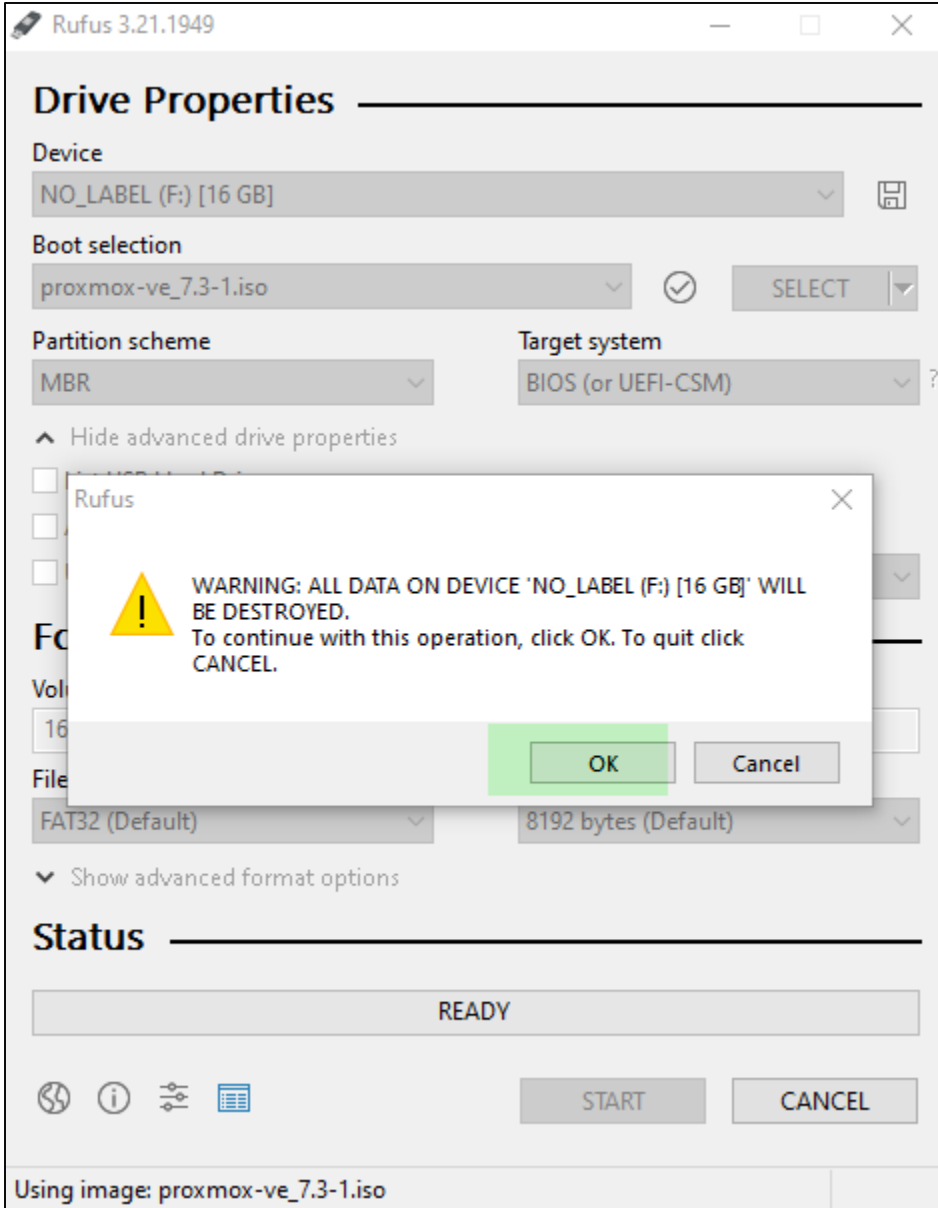 Rufus 3.21.1949
Drive Properties
Device
NO_LABEL (F:) [16 GB]
Boot selection
proxmox-ve_7.3-1.iso
SELECT
Partition scheme
Target system
MBR
BIOS (or UEFI-CSM)
?
Hide advanced drive properties
Rufus
WARNING: ALL DATA ON DEVICE 'NO_LABEL (F:) [16 GB]' WILL
BE DESTROYED.
To continue with this operation, click OK. To quit click
CANCEL.
OK
Cancel
16
File
FAT32 (Default)
8192 bytes (Default)
Show advanced format options
Status
READY
START
CANCEL
Using image: proxmox-ve_7.3-1.iso